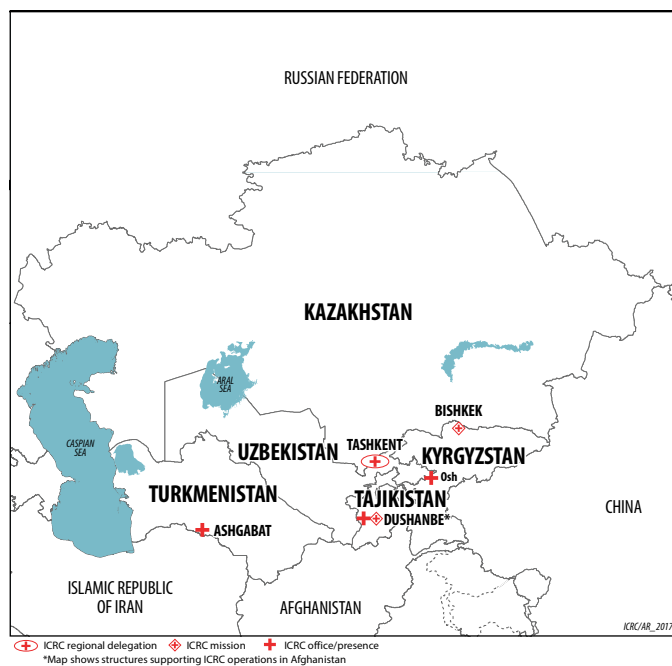 RUSSIAN FEDERATION
KAZAKHSTAN
ARAL
SEA
BISHKEK
CASPIAN
SEA
UZBEKISTAN
TASHKENT
KYRGYZSTAN
Osh
TURKMENISTAN
TAJIKISTAN
DUSHANBE*
ASHGABAT
CHINA
ISLAMIC REPUBLIC
OF IRAN
AFGHANISTAN
ICRC/AR_2017
ICRC regional delegation ICRC mission ICRC office/presence
*Map shows structures supporting ICRC operations in Afghanistan